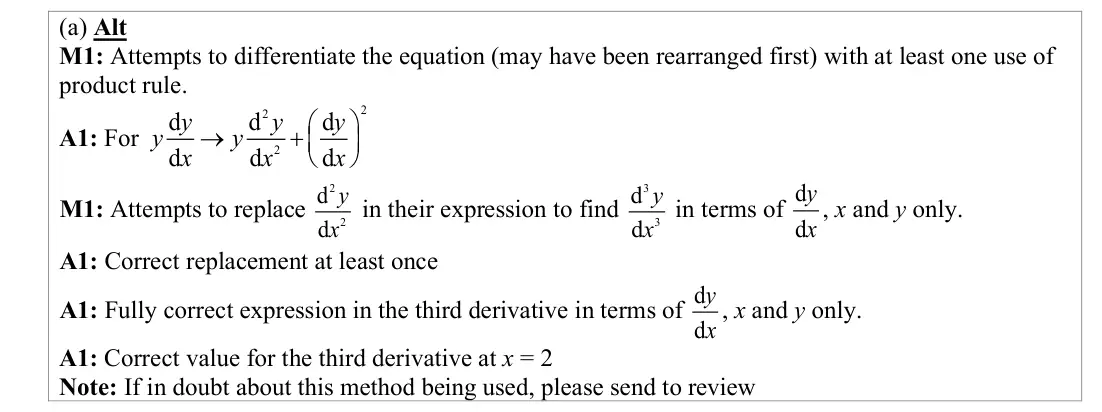 (a) Alt
M1: Attempts to differentiate the equation (may have been rearranged first) with at least one use of
product rule.
A1: For y dy/dx → y d²y/dx² + (dy/dx)²
M1: Attempts to replace d²y/dx² in their expression to find d³y/dx³ in terms of dy/dx, x and y only.
A1: Correct replacement at least once
A1: Fully correct expression in the third derivative in terms of dy/dx, x and y only.
A1: Correct value for the third derivative at x = 2
Note: If in doubt about this method being used, please send to review